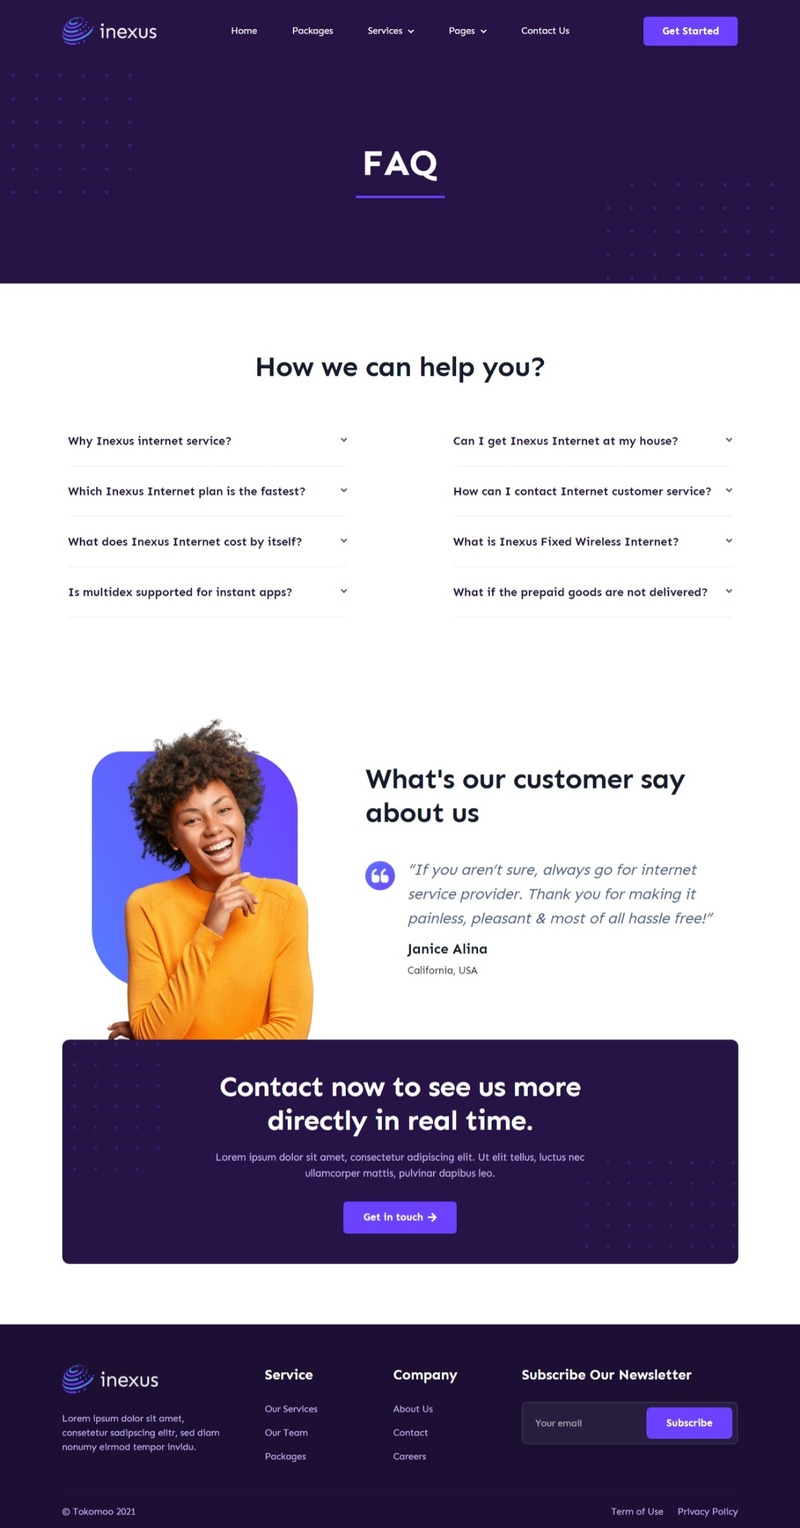 inexus
Home
Packages
Services
Pages
Contact Us
Get Started
FAQ
How we can help you?
Why Inexus internet service?
Which Inexus Internet plan is the fastest?
What does Inexus Internet cost by itself?
Is multidex supported for instant apps?
Can I get Inexus Internet at my house?
How can I contact Internet customer service?
What is Inexus Fixed Wireless Internet?
What if the prepaid goods are not delivered?
What's our customer say
about us
“If you aren’t sure, always go for internet
service provider. Thank you for making it
painless, pleasant & most of all hassle free!”
Janice Alina
California, USA
Contact now to see us more
directly in real time.
Lorem ipsum dolor sit amet, consectetur adipiscing elit. Ut elit tellus, luctus nec
ullamcorper mattis, pulvinar dapibus leo.
Get in touch →
inexus
Lorem ipsum dolor sit amet,
consetetur sadipscing elitr, sed diam
nonumy eirmod tempor invidu.
Service
Our Services
Our Team
Packages
Company
About Us
Contact
Careers
Subscribe Our Newsletter
Your email
Subscribe
© Tokomoo 2021
Term of Use
Privacy Policy